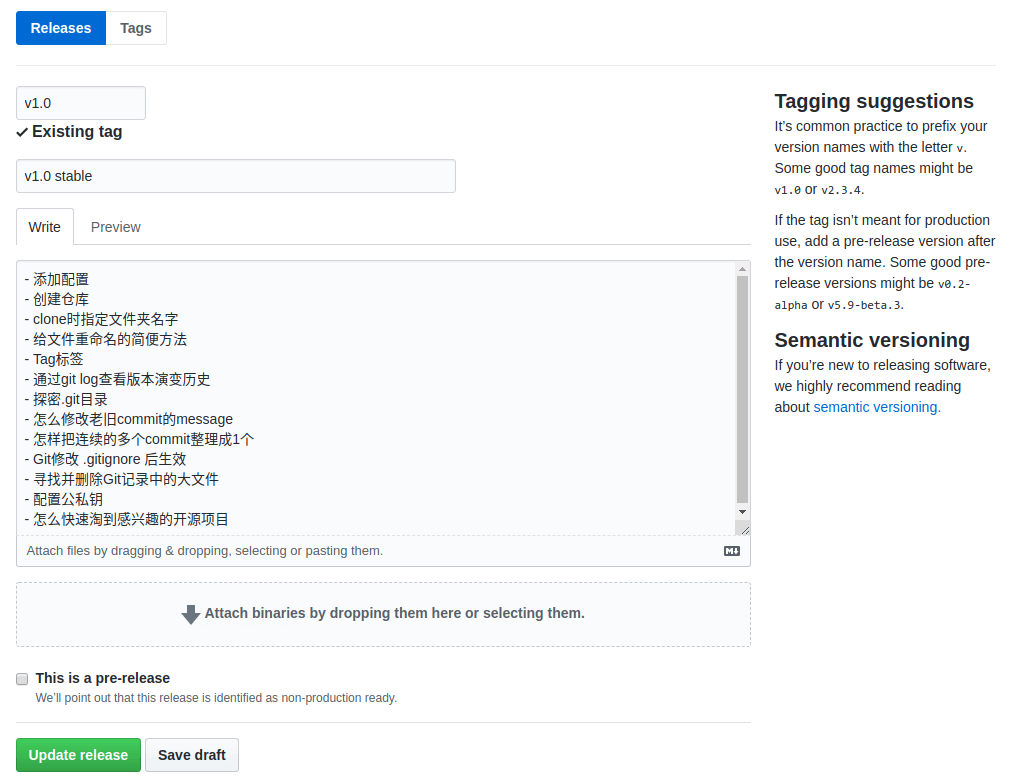 Releases Tags
v1.0
Existing tag
v1.0 stable
Write Preview
- 添加配置
- 创建仓库
- clone时指定文件夹名字
- 给文件重命名的简便方法
- Tag标签
- 通过git log查看版本演变历史
- 探密.git目录
- 怎么修改老旧commit的message
- 怎样把连续的多个commit整理成1个
- Git修改 .gitignore 后生效
- 寻找并删除Git记录中的大文件
- 配置公私钥
- 怎么快速淘到感兴趣的开源项目
Attach files by dragging & dropping, selecting or pasting them.
M
Attach binaries by dropping them here or selecting them.
This is a pre-release
We'll point out that this release is identified as non-production ready.
Update release Save draft
Tagging suggestions
It’s common practice to prefix your
version names with the letter v.
Some good tag names might be
v1.0 or v2.3.4.
If the tag isn’t meant for production
use, add a pre-release version after
the version name. Some good pre-
release versions might be v0.2-
alpha or v5.9-beta.3.
Semantic versioning
If you’re new to releasing software,
we highly recommend reading
about semantic versioning.